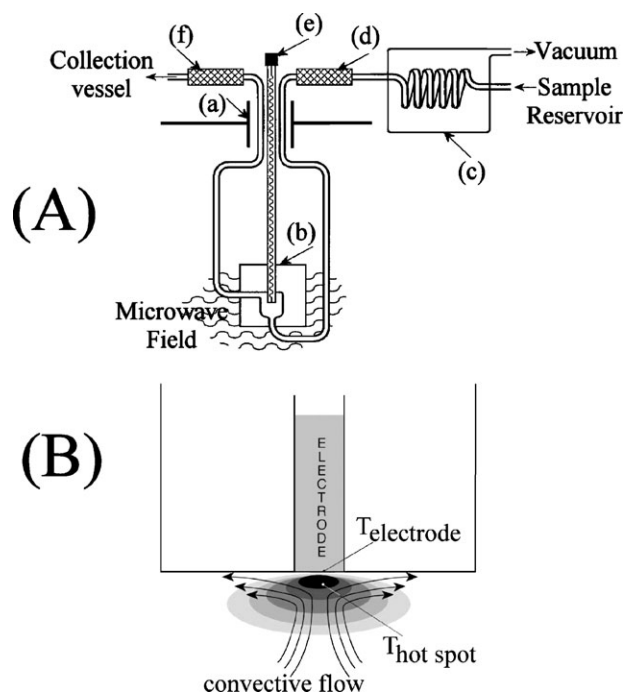 (f)
(e)
(d)
Collection
vessel
(a)
Vacuum
Sample
Reservoir
(c)
(A)
(b)
Microwave
Field
(B)
ELECTRODE
Telectrode
Thot spot
convective flow